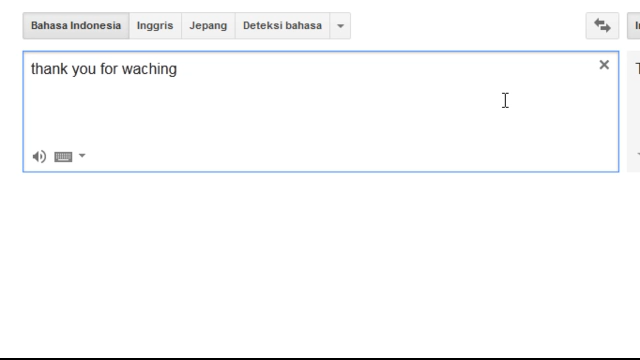 Bahasa Indonesia Inggris Jepang Deteksi bahasa
thank you for waching